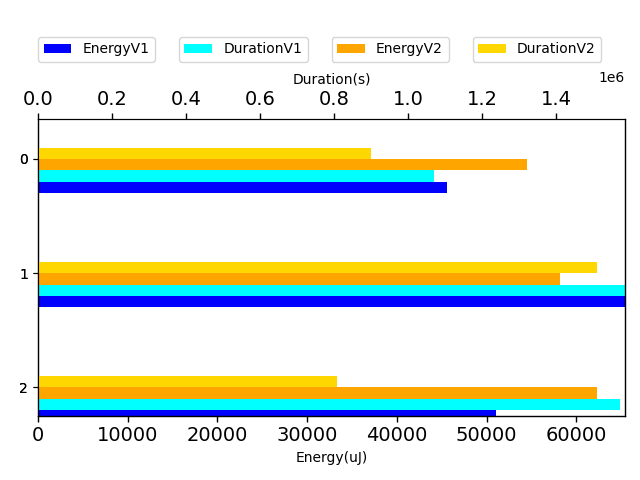 EnergyV1 DurationV1 EnergyV2 DurationV2
Duration(s)
1e6
0.0 0.2 0.4 0.6 0.8 1.0 1.2 1.4
0
1
2
0 10000 20000 30000 40000 50000 60000
Energy(uJ)